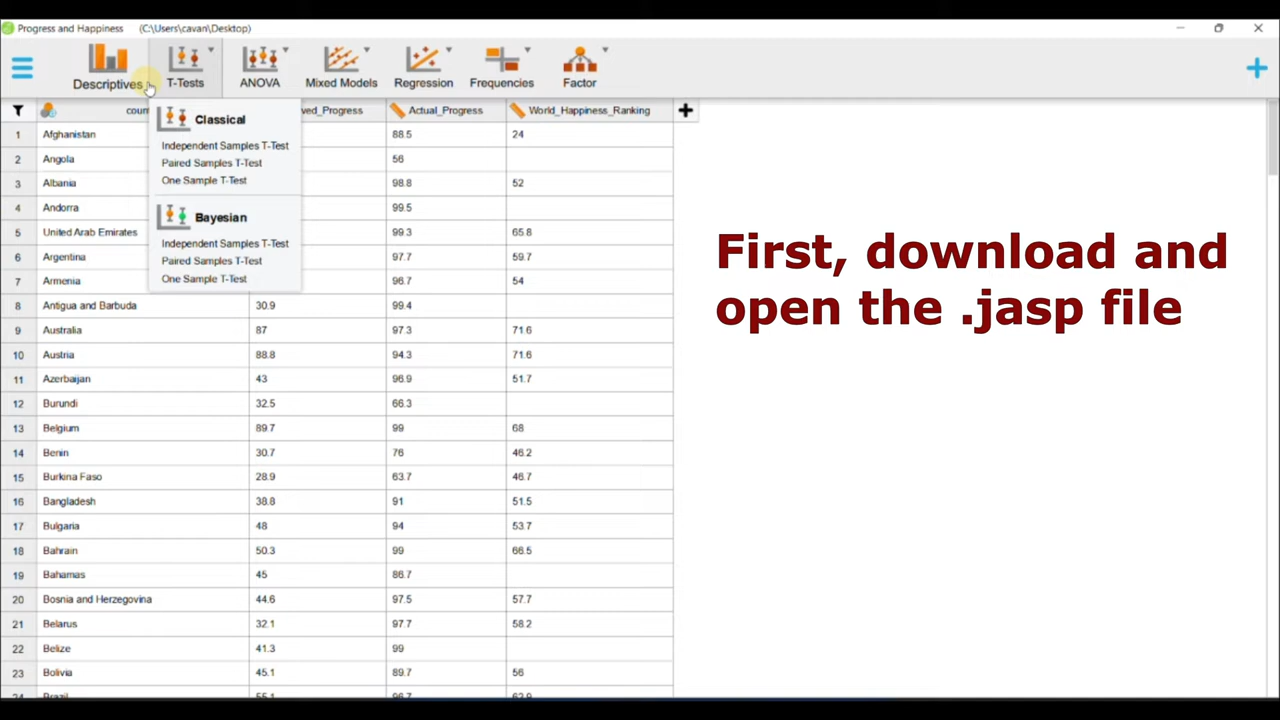 Progress and Happiness (C:\Users\cavan\Desktop)
Descriptives T-Tests ANOVA Mixed Models Regression Frequencies Factor
coun ved_Progress Actual_Progress World_Happiness_Ranking
Classical
Independent Samples T-Test
Paired Samples T-Test
One Sample T-Test
Bayesian
Independent Samples T-Test
Paired Samples T-Test
One Sample T-Test
1 Afghanistan 88.5 24
2 Angola 56
3 Albania 98.8 52
4 Andorra 99.5
5 United Arab Emirates 99.3 65.8
6 Argentina 97.7 59.7
7 Armenia 96.7 54
8 Antigua and Barbuda 30.9 99.4
9 Australia 87 97.3 71.6
10 Austria 88.8 94.3 71.6
11 Azerbaijan 43 96.9 51.7
12 Burundi 32.5 66.3
13 Belgium 89.7 99 68
14 Benin 30.7 76 46.2
15 Burkina Faso 28.9 63.7 46.7
16 Bangladesh 38.8 91 51.5
17 Bulgaria 48 94 53.7
18 Bahrain 50.3 99 66.5
19 Bahamas 45 86.7
20 Bosnia and Herzegovina 44.6 97.5 57.7
21 Belarus 32.1 97.7 58.2
22 Belize 41.3 99
23 Bolivia 45.1 89.7 56
24 Brazil 55.1 96.7 62.9
First, download and
open the .jasp file